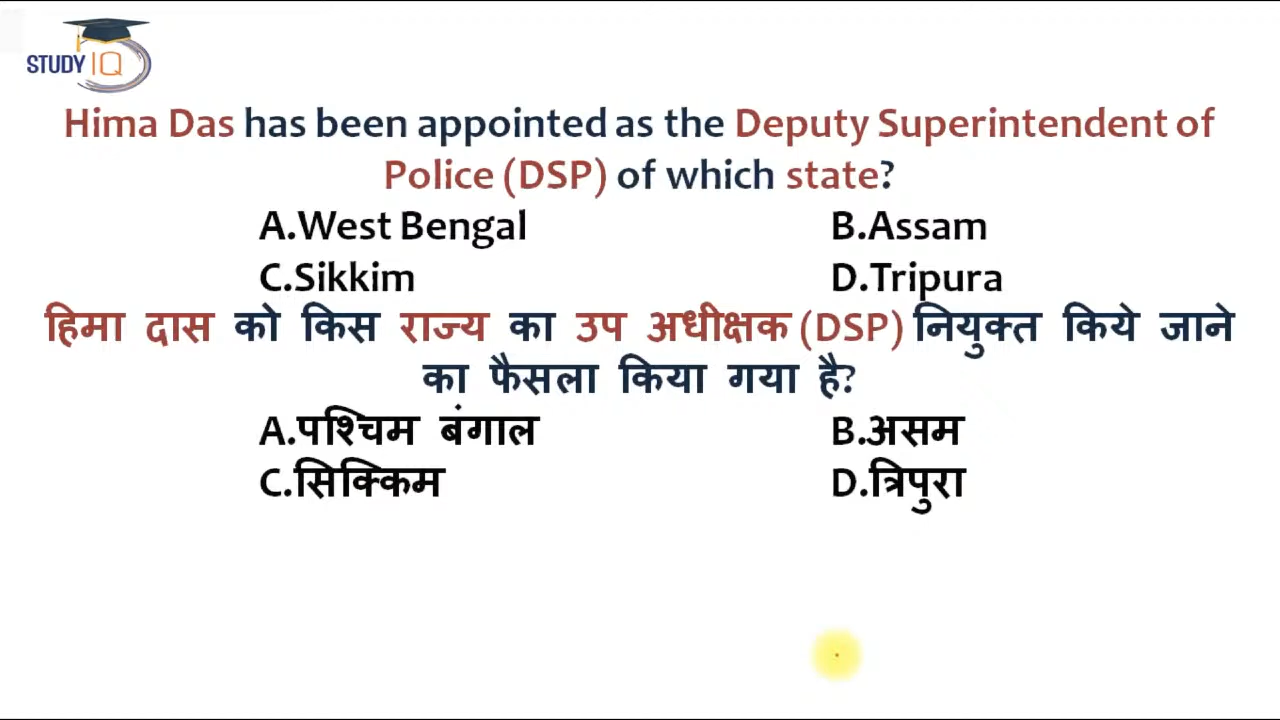 STUDY IQ
Hima Das has been appointed as the Deputy Superintendent of
Police (DSP) of which state?
A.West Bengal B.Assam
C.Sikkim D.Tripura
हिमा दास को किस राज्य का उप अधीक्षक (DSP) नियुक्त किये जाने
का फैसला किया गया है?
A.पश्चिम बंगाल B.असम
C.सिक्किम D.त्रिपुरा